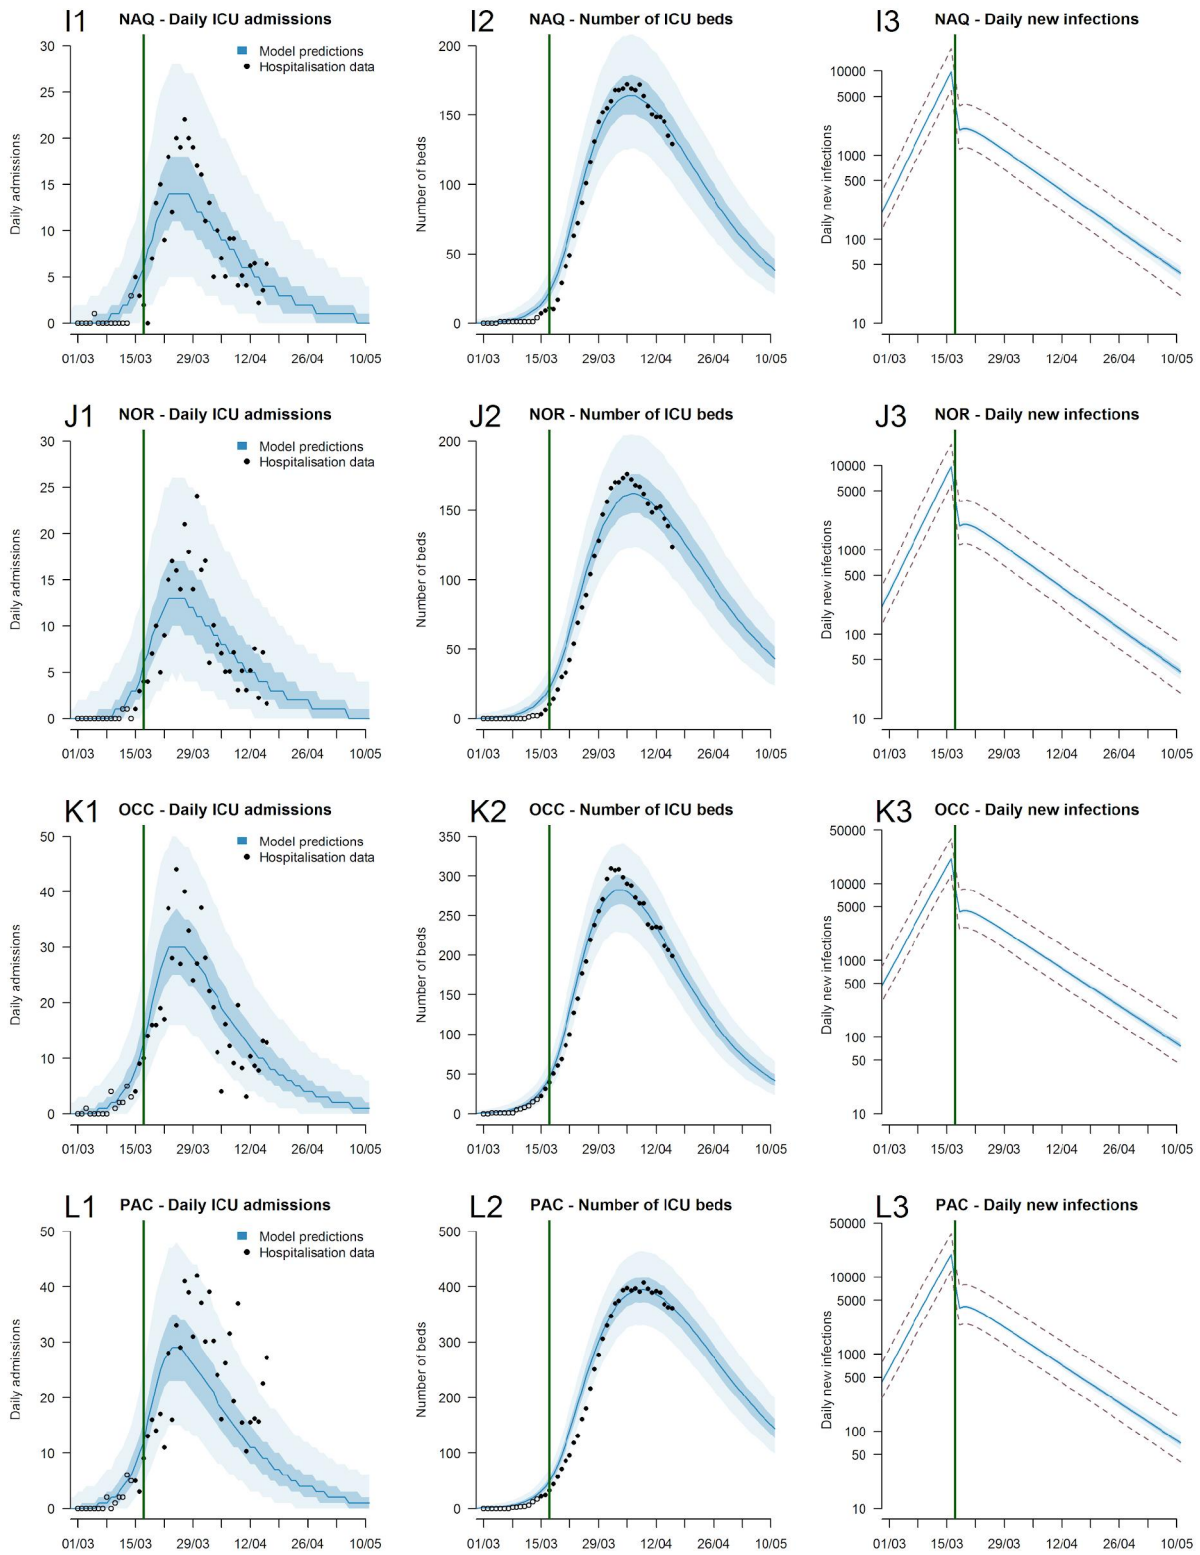 I1 NAQ - Daily ICU admissions
I2 NAQ - Number of ICU beds
I3 NAQ - Daily new infections
Model predictions
Hospitalisation data
Daily admissions
30
25
20
15
10
5
0
01/03 15/03 29/03 12/04 26/04 10/05
Number of beds
200
150
100
50
0
01/03 15/03 29/03 12/04 26/04 10/05
Daily new infections
10000
5000
1000
500
100
50
10
01/03 15/03 29/03 12/04 26/04 10/05
J1 NOR - Daily ICU admissions
J2 NOR - Number of ICU beds
J3 NOR - Daily new infections
Model predictions
Hospitalisation data
Daily admissions
30
25
20
15
10
5
0
01/03 15/03 29/03 12/04 26/04 10/05
Number of beds
200
150
100
50
0
01/03 15/03 29/03 12/04 26/04 10/05
Daily new infections
10000
5000
1000
500
100
50
10
01/03 15/03 29/03 12/04 26/04 10/05
K1 OCC - Daily ICU admissions
K2 OCC - Number of ICU beds
K3 OCC - Daily new infections
Model predictions
Hospitalisation data
Daily admissions
50
40
30
20
10
0
01/03 15/03 29/03 12/04 26/04 10/05
Number of beds
350
300
250
200
150
100
50
0
01/03 15/03 29/03 12/04 26/04 10/05
Daily new infections
50000
10000
5000
1000
500
100
50
10
01/03 15/03 29/03 12/04 26/04 10/05
L1 PAC - Daily ICU admissions
L2 PAC - Number of ICU beds
L3 PAC - Daily new infections
Model predictions
Hospitalisation data
Daily admissions
50
40
30
20
10
0
01/03 15/03 29/03 12/04 26/04 10/05
Number of beds
500
400
300
200
100
0
01/03 15/03 29/03 12/04 26/04 10/05
Daily new infections
50000
10000
5000
1000
500
100
50
10
01/03 15/03 29/03 12/04 26/04 10/05